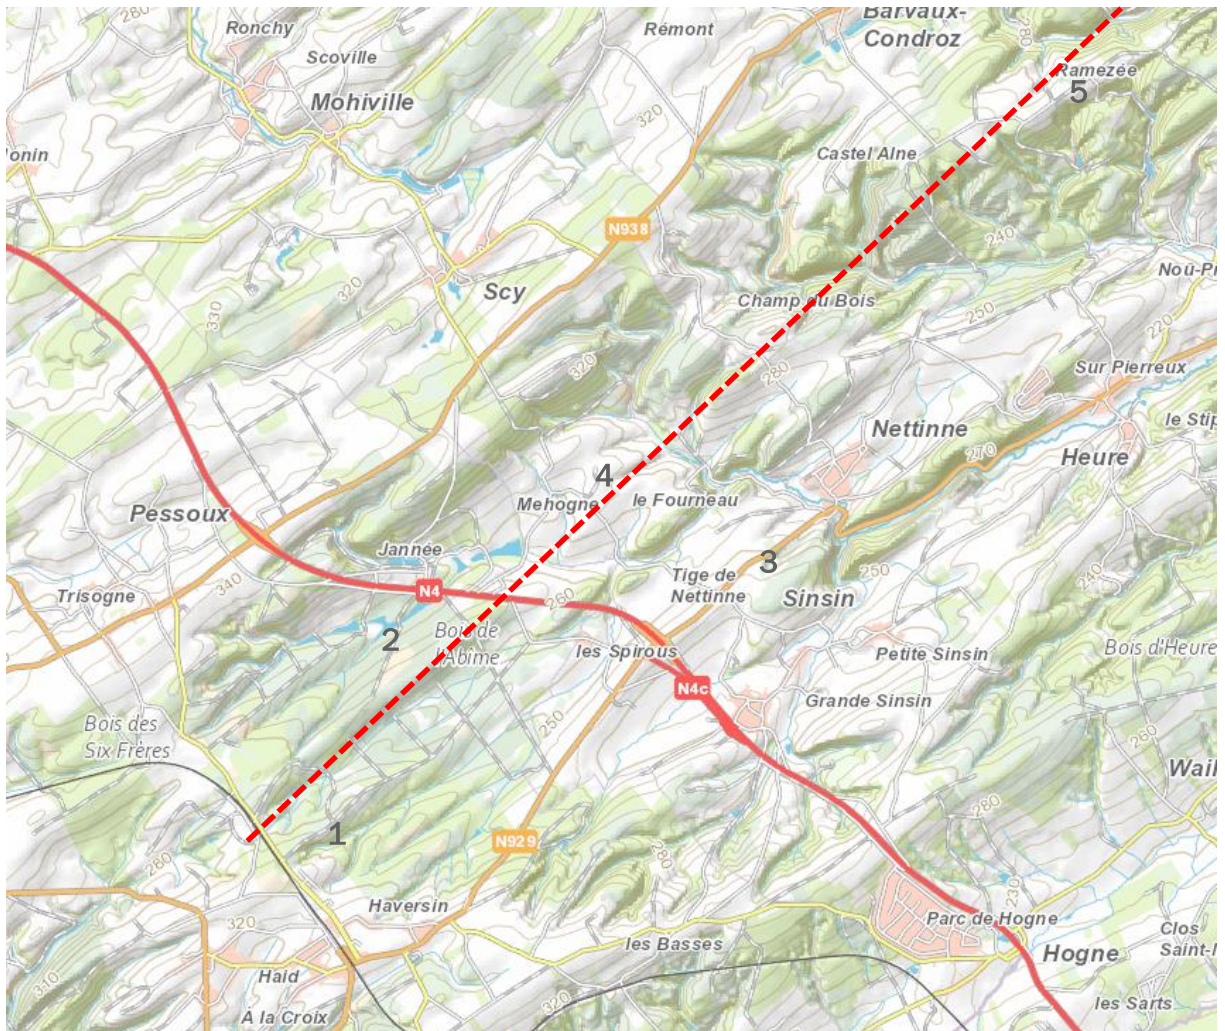 Ronchy
Barvaux-
Condroz
Rémont
Scoville
Ramezée
5
Mohiville
320
Castel Alne
N938
240
320
330
Scy
Champ du Bois
250
220
320
280
Sur Pierreux
Nettinne
le Stip
270
Heure
4
Mehogne
le Fourneau
Pessoux
Jannée
3
250
340
Tige de
Nettinne
240
N4
260
Trisogne
Sinsin
2
Bois de
l'Abîme
les Spirous
Petite Sinsin
Bois d'Heure
N4c
Grande Sinsin
Bois des
Six Frères
250
260
Wail
1
N929
280
280
280
Haversin
230
320
Parc de Hogne
les Basses
Clos
Saint-
Hogne
Haid
310
320
les Sarts
À la Croix